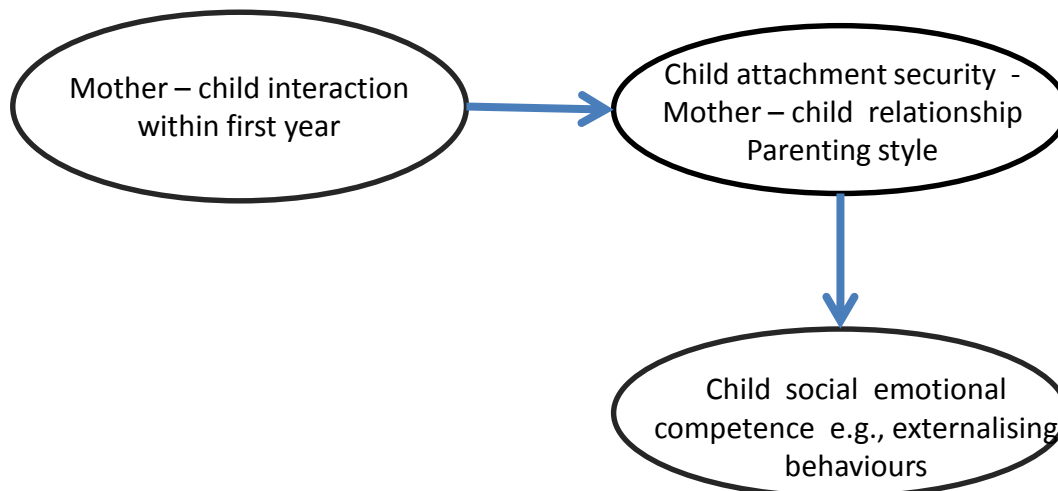 Mother – child interaction
within first year
Child attachment security -
Mother – child relationship
Parenting style
Child social emotional
competence e.g., externalising
behaviours